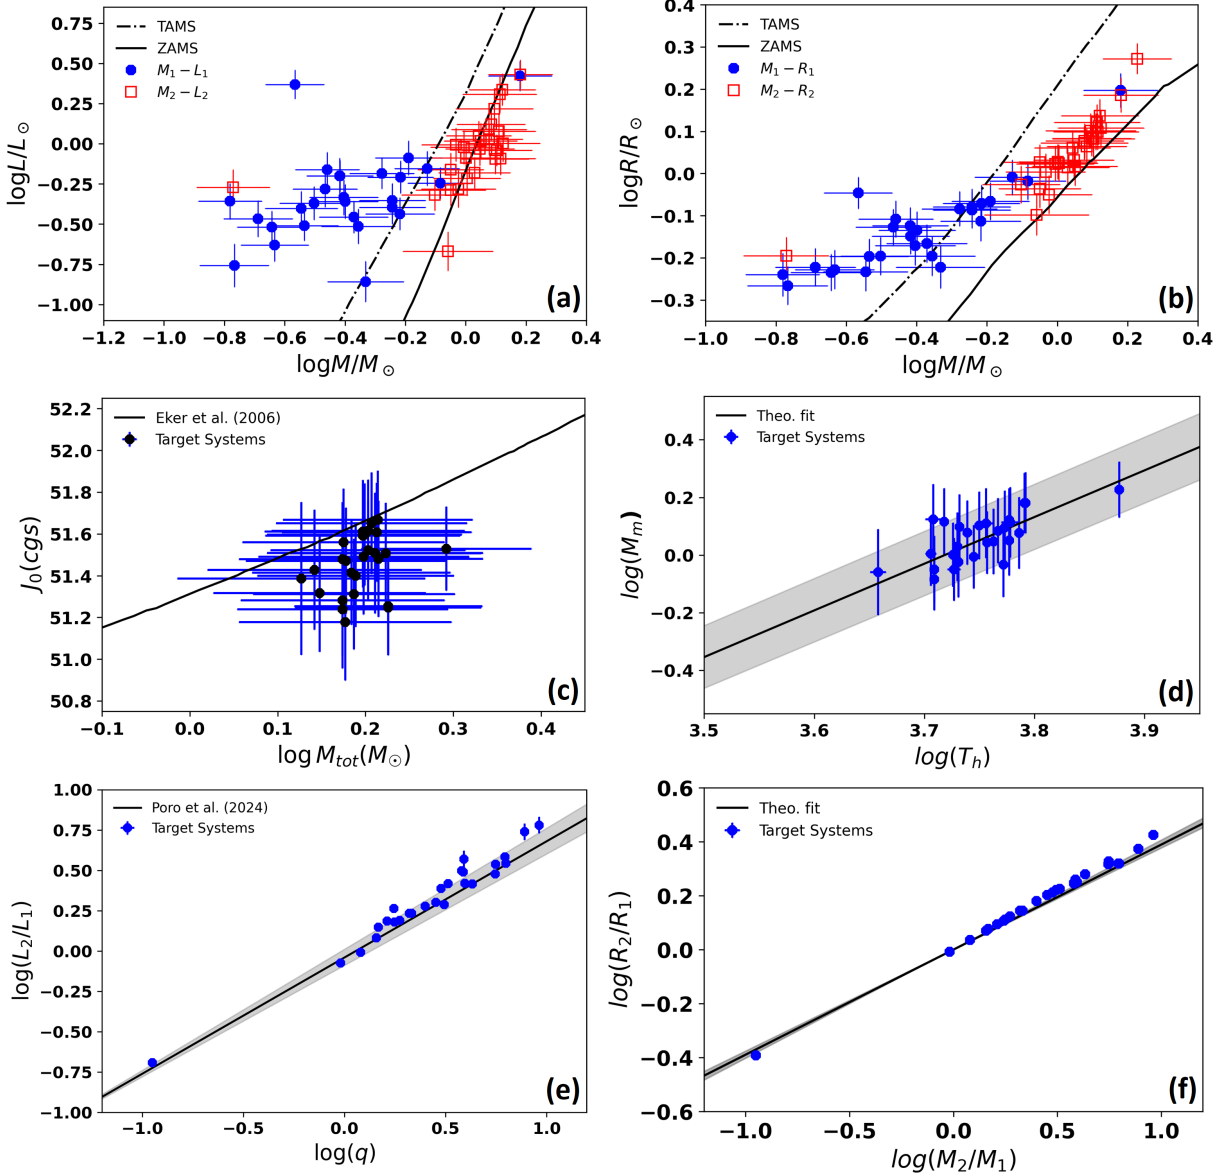 0.75
0.50
0.25
0.00
−0.25
−0.50
−0.75
−1.00
logL/L⊙
TAMS
ZAMS
M₁ − L₁
M₂ − L₂
(a)
−1.2 −1.0 −0.8 −0.6 −0.4 −0.2 0.0 0.2 0.4
logM/M⊙
0.4
0.3
0.2
0.1
0.0
−0.1
−0.2
−0.3
logR/R⊙
TAMS
ZAMS
M₁ − R₁
M₂ − R₂
(b)
−1.0 −0.8 −0.6 −0.4 −0.2 0.0 0.2 0.4
logM/M⊙
52.2
52.0
51.8
51.6
51.4
51.2
51.0
50.8
J₀(cgs)
Eker et al. (2006)
Target Systems
(c)
−0.1 0.0 0.1 0.2 0.3 0.4
log M_tot(M⊙)
0.4
0.2
0.0
−0.2
−0.4
log(M_m)
Theo. fit
Target Systems
(d)
3.5 3.6 3.7 3.8 3.9
log(T_h)
1.00
0.75
0.50
0.25
0.00
−0.25
−0.50
−0.75
−1.00
log(L₂/L₁)
Poro et al. (2024)
Target Systems
(e)
−1.0 −0.5 0.0 0.5 1.0
log(q)
0.6
0.4
0.2
0.0
−0.2
−0.4
−0.6
log(R₂/R₁)
Theo. fit
Target Systems
(f)
−1.0 −0.5 0.0 0.5 1.0
log(M₂/M₁)